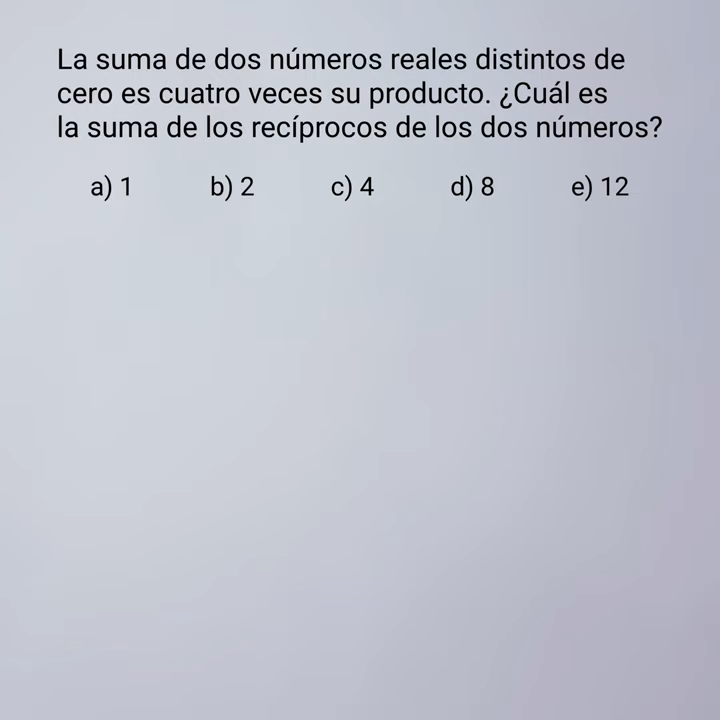 La suma de dos números reales distintos de
cero es cuatro veces su producto. ¿Cuál es
la suma de los recíprocos de los dos números?
a) 1 b) 2 c) 4 d) 8 e) 12